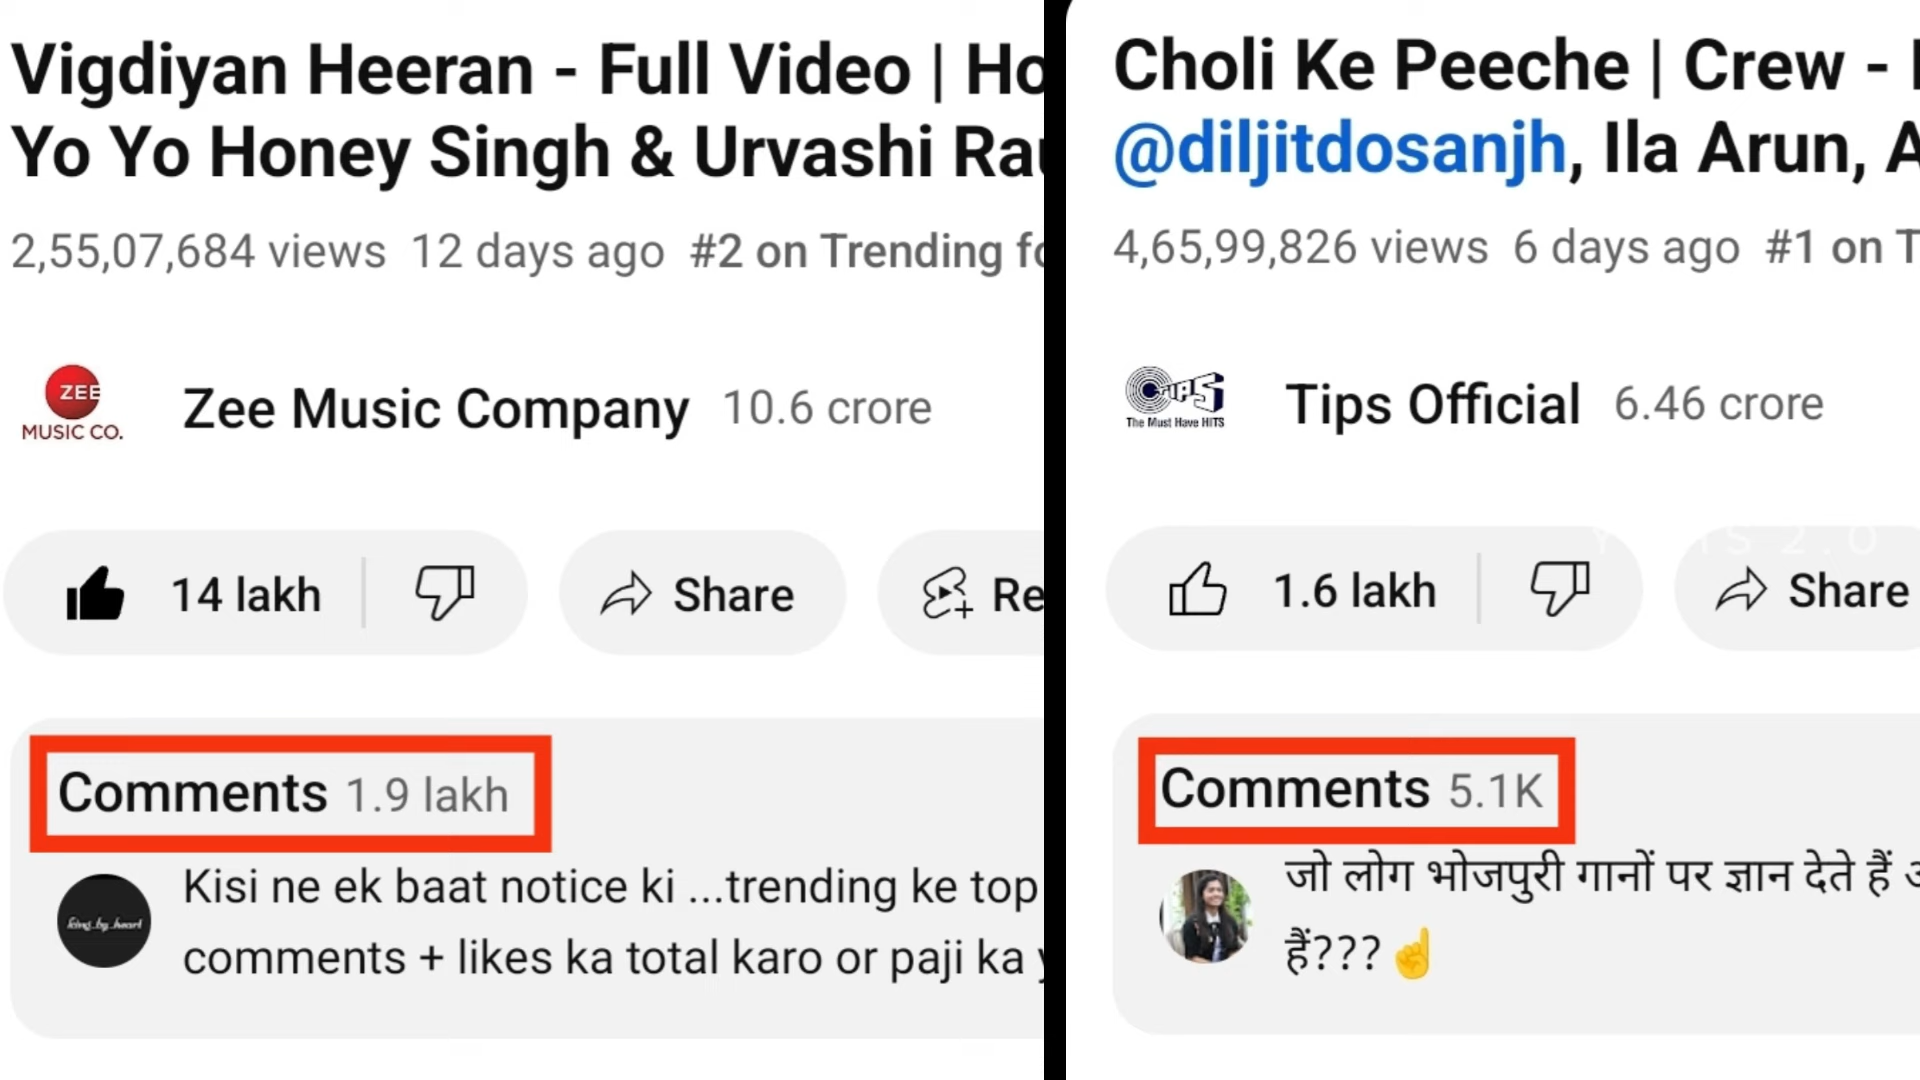 Vigdiyan Heeran - Full Video | Ho
Yo Yo Honey Singh & Urvashi Rau
2,55,07,684 views 12 days ago #2 on Trending fo
ZEE
MUSIC CO.
Zee Music Company 10.6 crore
14 lakh
Share
Re
Comments 1.9 lakh
king_by_heart
Kisi ne ek baat notice ki ...trending ke top
comments + likes ka total karo or paji ka y
Choli Ke Peeche | Crew -
@diljitdosanjh, Ila Arun, A
4,65,99,826 views 6 days ago #1 on T
TIPS
The Must Have HITS
Tips Official 6.46 crore
1.6 lakh
Share
Comments 5.1K
जो लोग भोजपुरी गानों पर ज्ञान देते हैं
हैं???☝️